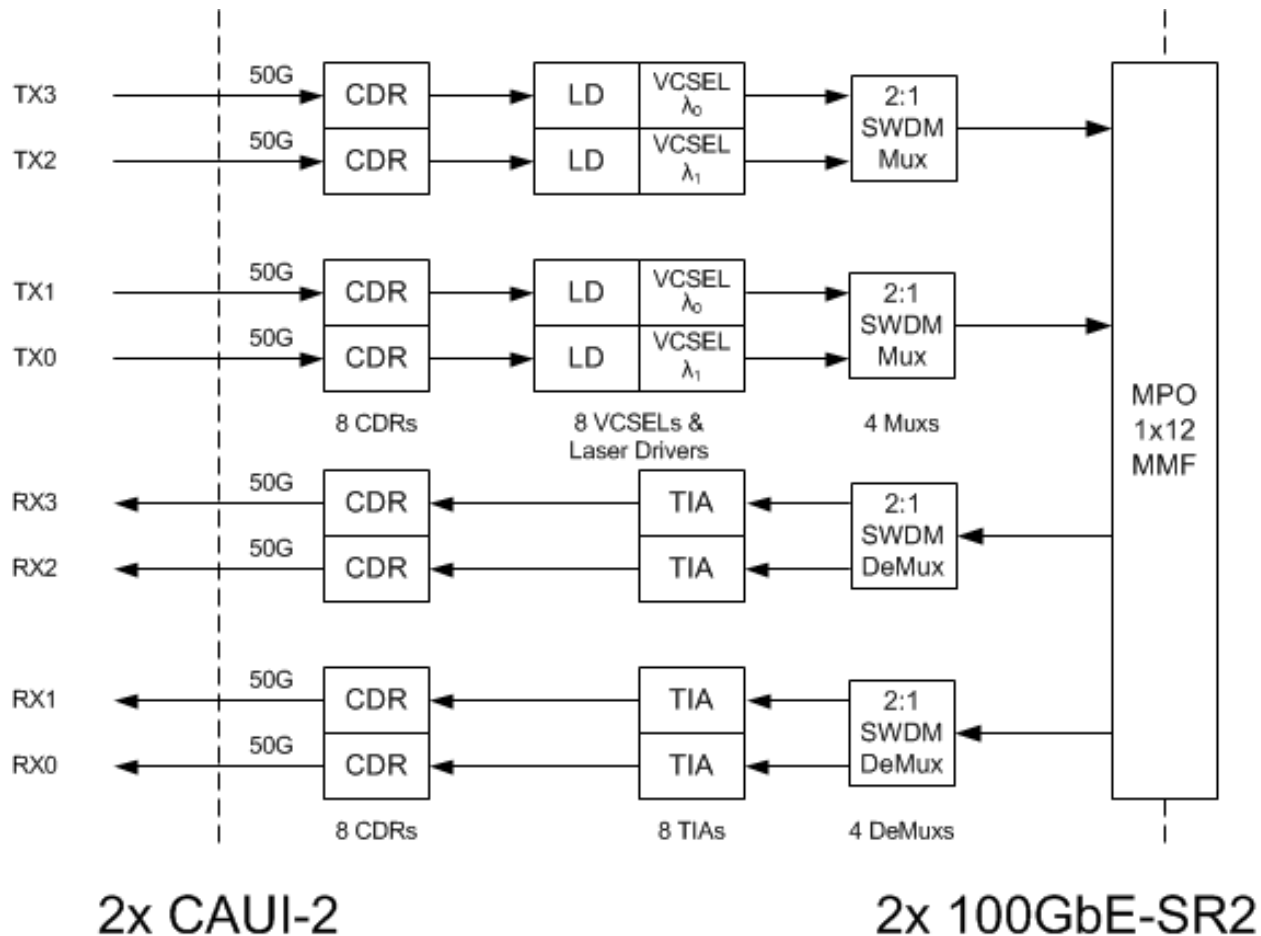 TX3
50G
CDR
LD
VCSEL
λ₀
2:1
SWDM
Mux
TX2
50G
CDR
LD
VCSEL
λ₁
TX1
50G
CDR
LD
VCSEL
λ₀
2:1
SWDM
Mux
TX0
50G
CDR
LD
VCSEL
λ₁
8 CDRs
8 VCSELs &
Laser Drivers
4 Muxs
MPO
1x12
MMF
RX3
50G
CDR
TIA
2:1
SWDM
DeMux
RX2
50G
CDR
TIA
RX1
50G
CDR
TIA
2:1
SWDM
DeMux
RX0
50G
CDR
TIA
8 CDRs
8 TIAs
4 DeMuxs
2x CAUI-2
2x 100GbE-SR2